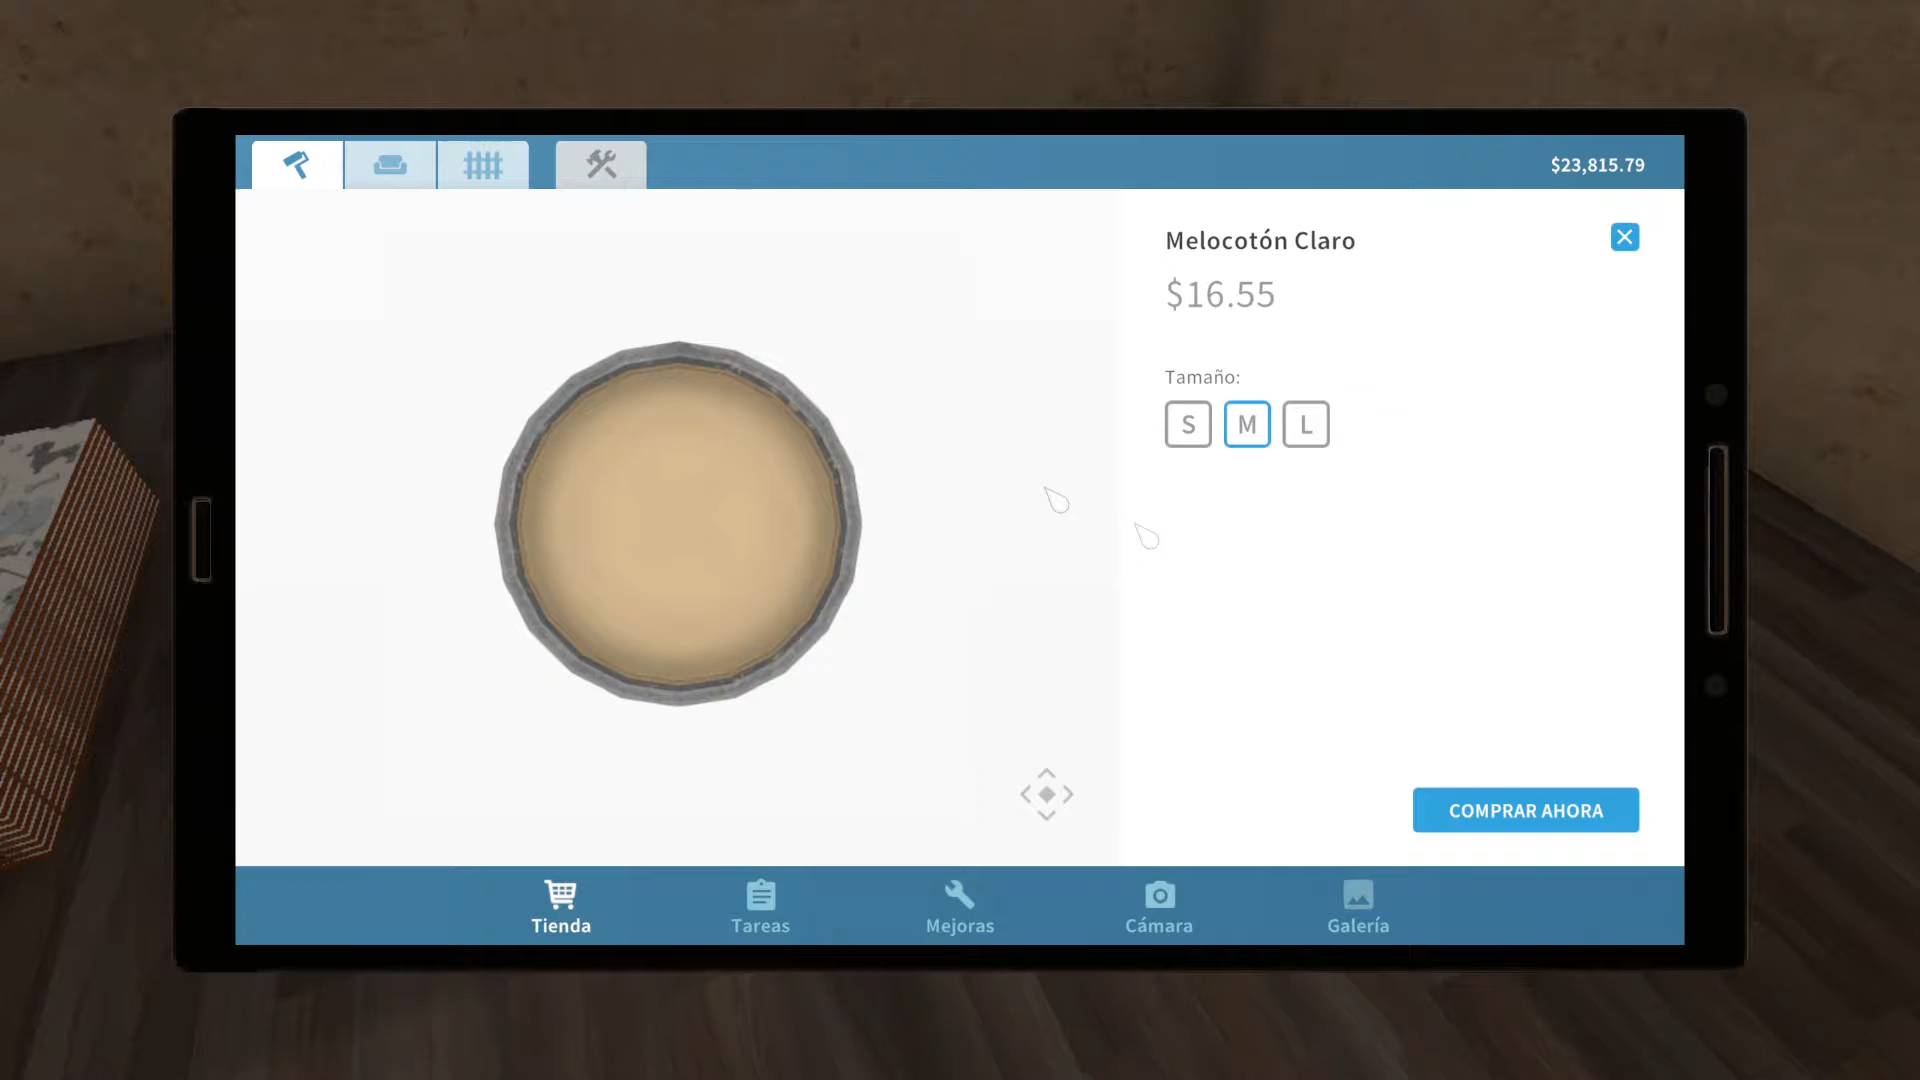 $23,815.79
Melocotón Claro
$16.55
Tamaño:
S M L
COMPRAR AHORA
Tienda Tareas Mejoras Cámara Galería